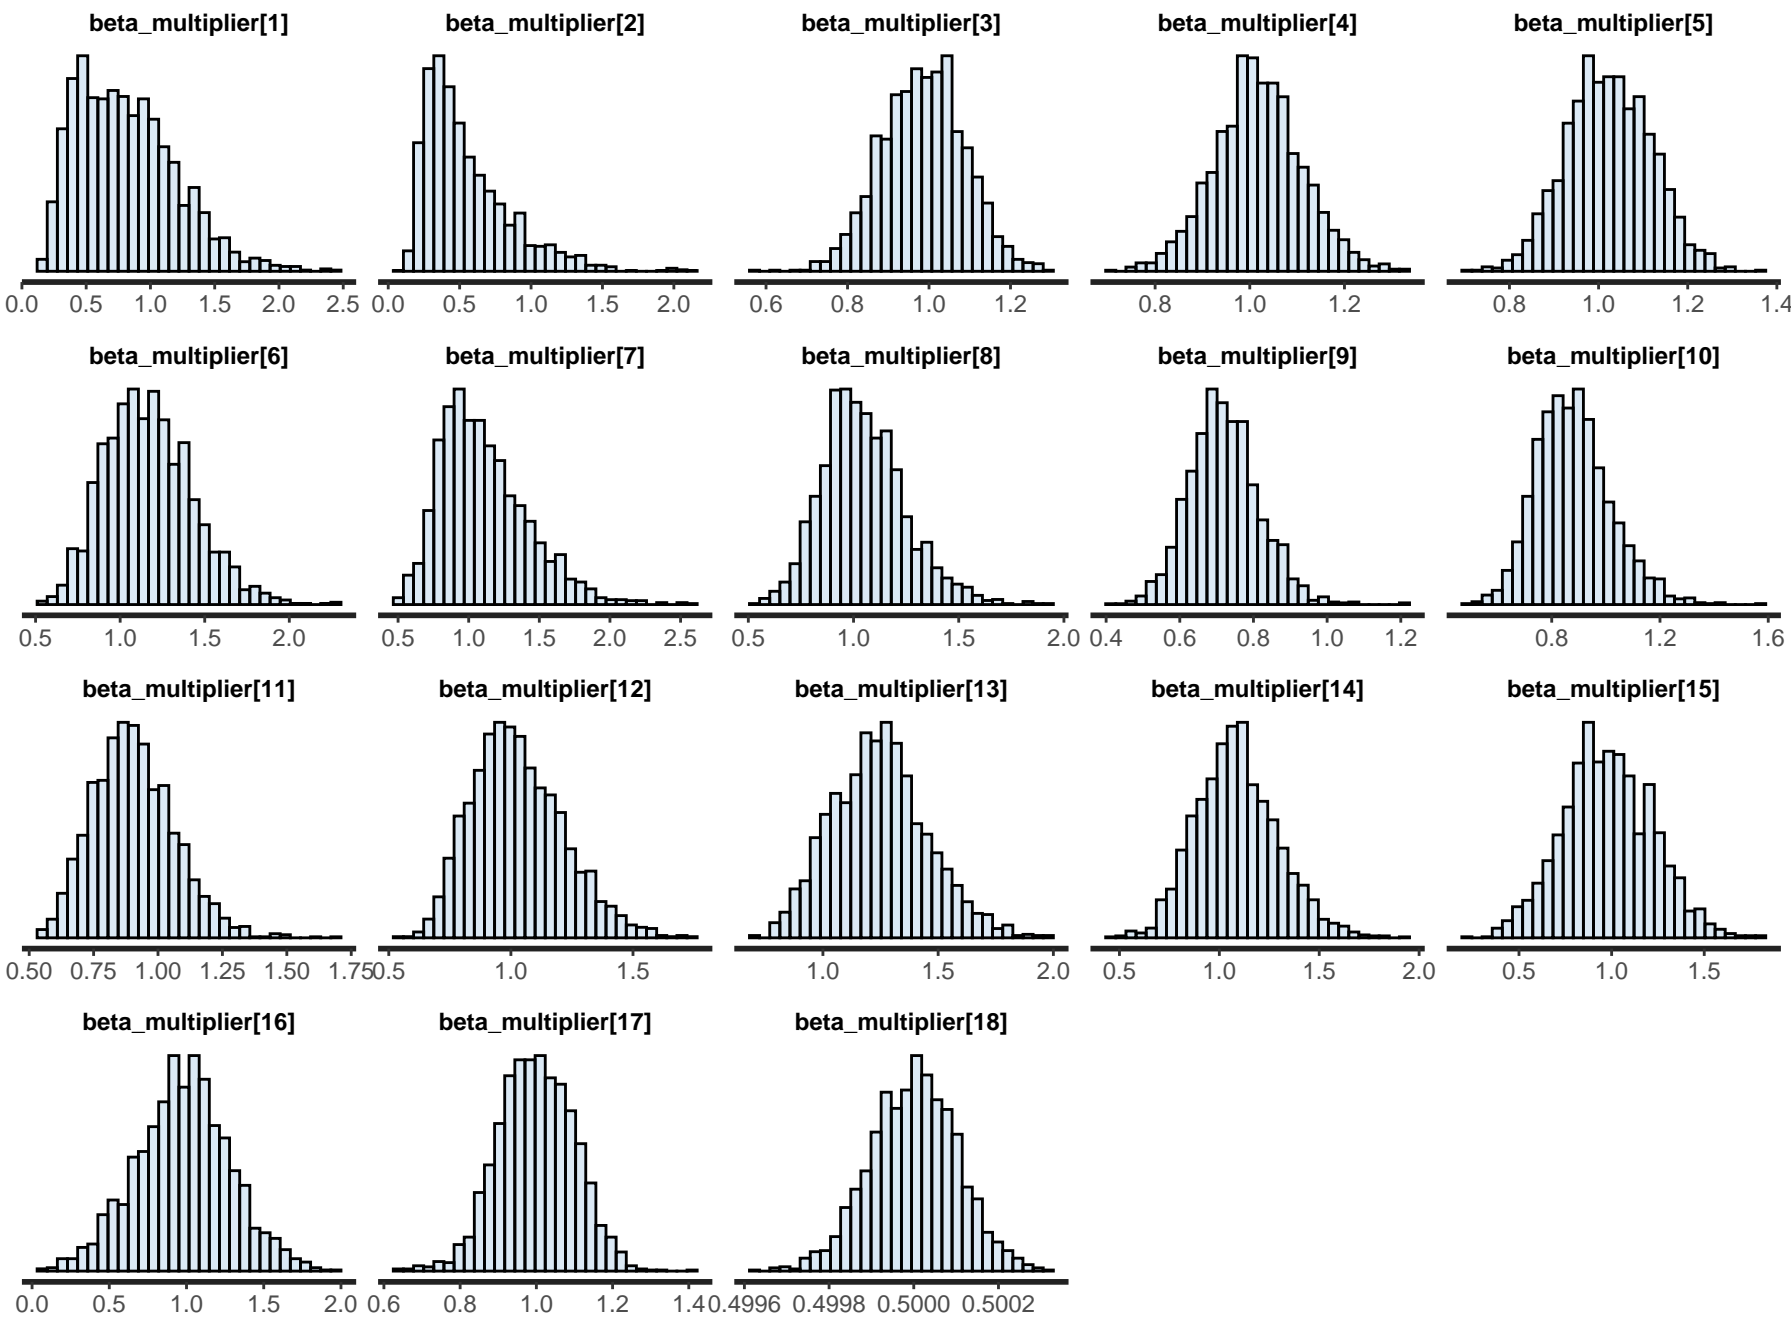 beta_multiplier[1] beta_multiplier[2] beta_multiplier[3] beta_multiplier[4] beta_multiplier[5]
0.0 0.5 1.0 1.5 2.0 2.5 0.0 0.5 1.0 1.5 2.0 0.6 0.8 1.0 1.2 0.8 1.0 1.2 0.8 1.0 1.2 1.4
beta_multiplier[6] beta_multiplier[7] beta_multiplier[8] beta_multiplier[9] beta_multiplier[10]
0.5 1.0 1.5 2.0 0.5 1.0 1.5 2.0 2.5 0.5 1.0 1.5 2.0 0.4 0.6 0.8 1.0 1.2 0.8 1.2 1.6
beta_multiplier[11] beta_multiplier[12] beta_multiplier[13] beta_multiplier[14] beta_multiplier[15]
0.50 0.75 1.00 1.25 1.50 1.75 0.5 1.0 1.5 1.0 1.5 2.0 0.5 1.0 1.5 2.0 0.5 1.0 1.5
beta_multiplier[16] beta_multiplier[17] beta_multiplier[18]
0.0 0.5 1.0 1.5 2.0 0.6 0.8 1.0 1.2 1.4 0.4996 0.4998 0.5000 0.5002